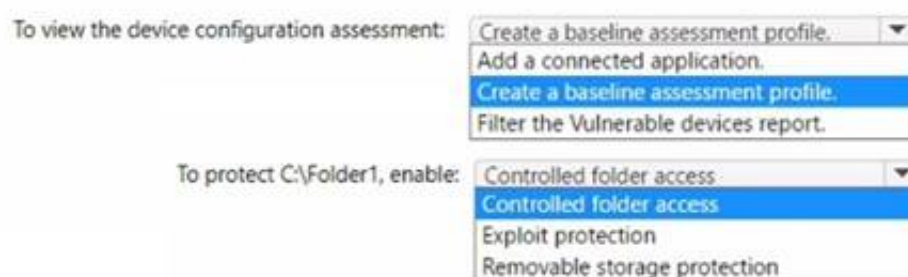 To view the device configuration assessment: Create a baseline assessment profile.
Add a connected application.
Create a baseline assessment profile.
Filter the Vulnerable devices report.
To protect C:\Folder1, enable: Controlled folder access
Controlled folder access
Exploit protection
Removable storage protection